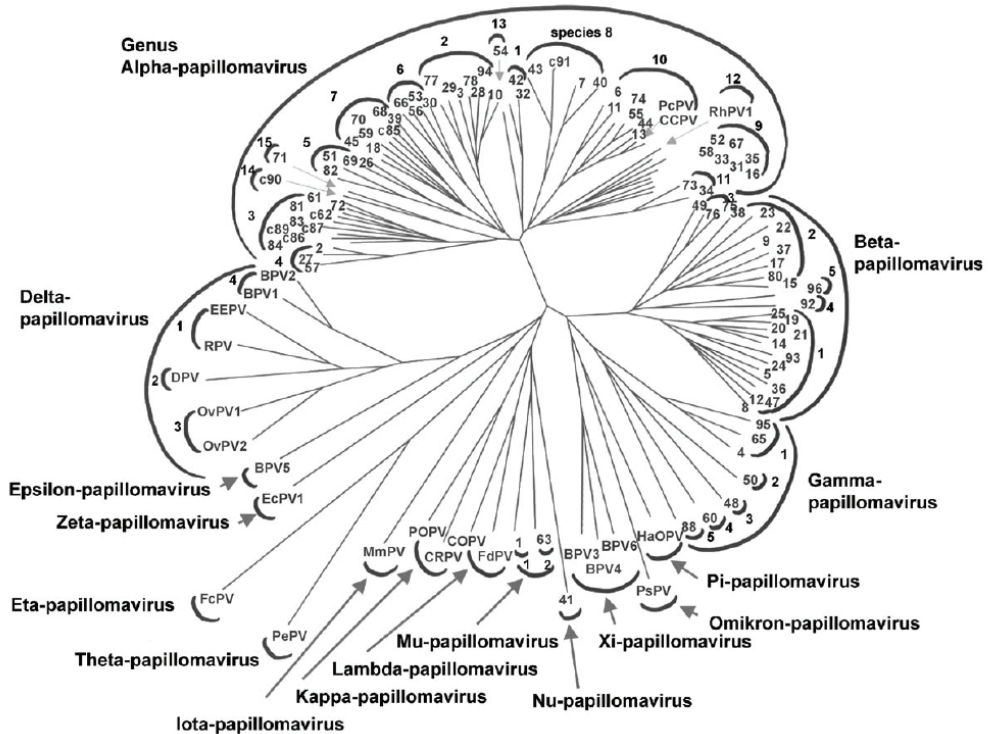 Genus
Alpha-papillomavirus
13
54
2
94
77
78
29
3
28
10
1
42
32
43
species 8
c91
7
40
10
6
11
74
55
44
13
PcPV
CCPV
12
RhPV1
9
52
67
58
33
35
31
16
11
73
34
6
53
66
30
56
7
68
39
c85
70
59
45
18
5
51
69
26
82
15
71
14
c90
3
61
81
72
83
c62
c89
c87
c86
84
2
4
27
57
Beta-
papillomavirus
3
49
75
76
38
23
22
2
9
37
17
80
15
5
96
92
4
25
19
20
21
14
1
93
24
5
36
12
47
8
Gamma-
papillomavirus
95
65
4
1
50
2
48
3
60
4
88
5
Delta-
papillomavirus
4
BPV2
BPV1
1
EEPV
RPV
2
DPV
3
OvPV1
OvPV2
Epsilon-papillomavirus
BPV5
Zeta-papillomavirus
EcPV1
Eta-papillomavirus
FcPV
Theta-papillomavirus
PePV
Iota-papillomavirus
MmPV
Kappa-papillomavirus
POPV
CRPV
Lambda-papillomavirus
COPV
FdPV
Mu-papillomavirus
1
63
1
2
Nu-papillomavirus
41
Xi-papillomavirus
BPV3
BPV6
BPV4
Omikron-papillomavirus
PsPV
Pi-papillomavirus
HaOPV